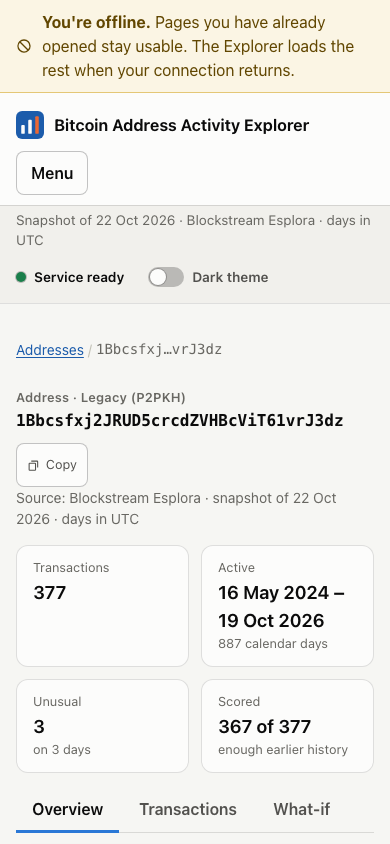 You're offline. Pages you have already
opened stay usable. The Explorer loads the
rest when your connection returns.
Bitcoin Address Activity Explorer
Menu
Snapshot of 22 Oct 2026 · Blockstream Esplora · days in
UTC
Service ready
Dark theme
Addresses / 1Bbcsfxj…vrJ3dz
Address · Legacy (P2PKH)
1Bbcsfxj2JRUD5crcdZVHBcViT61vrJ3dz
Copy
Source: Blockstream Esplora · snapshot of 22 Oct
2026 · days in UTC
Transactions
377
Active
16 May 2024 –
19 Oct 2026
887 calendar days
Unusual
3
on 3 days
Scored
367 of 377
enough earlier history
Overview
Transactions
What-if